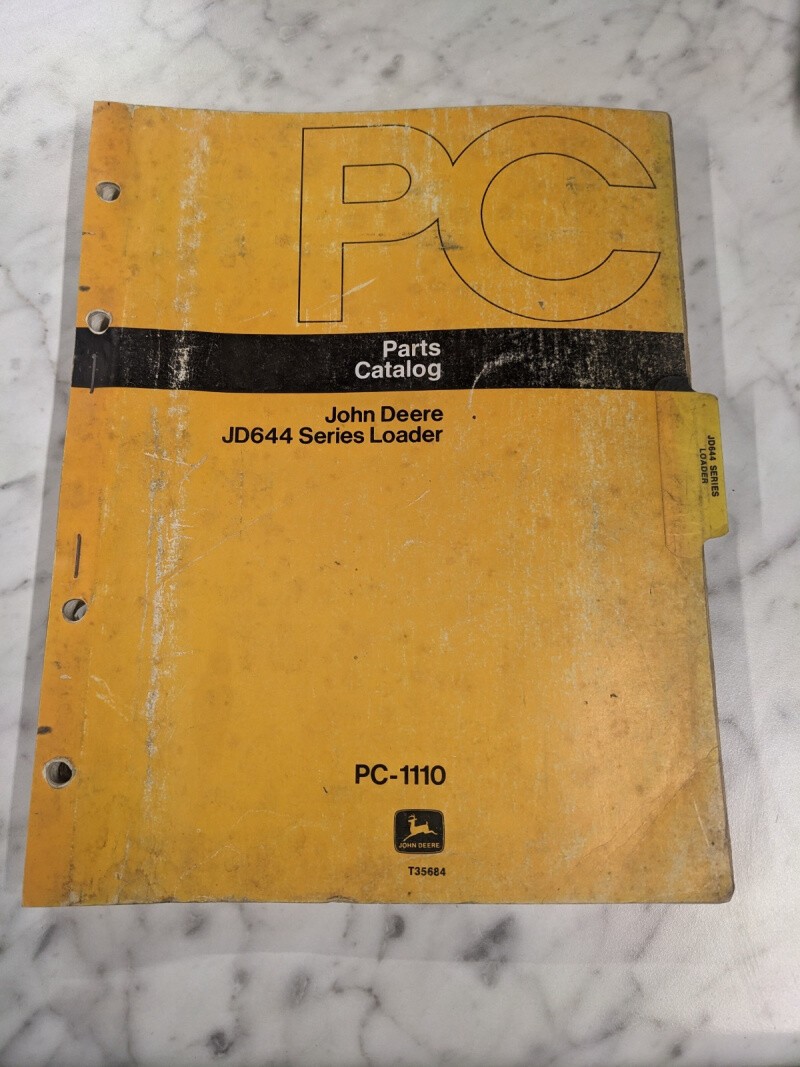 PC
Parts
Catalog
John Deere
JD644 Series Loader
JD644 SERIES
LOADER
PC-1110
JOHN DEERE
T35684